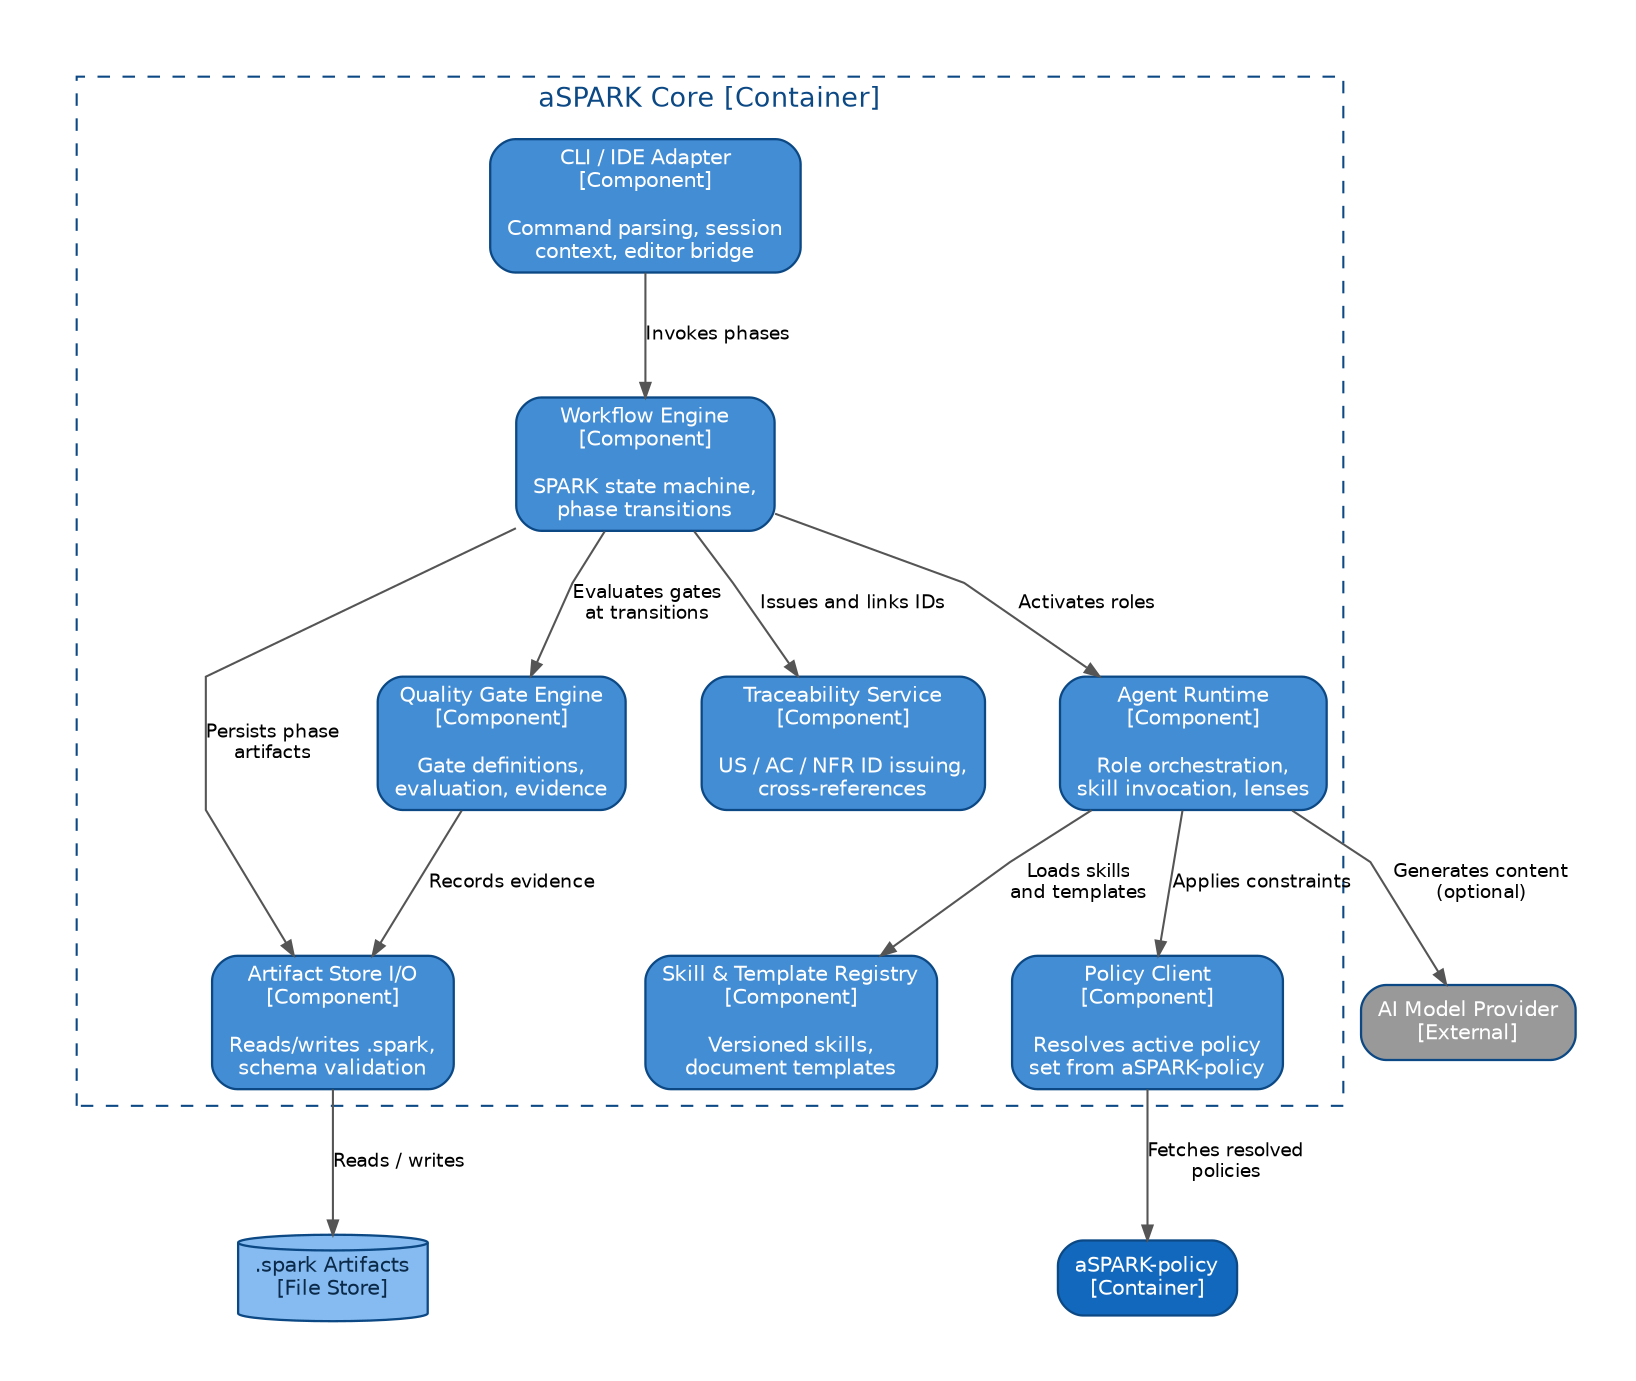 aSPARK Core [Container]
CLI / IDE Adapter
[Component]
Command parsing, session
context, editor bridge
Invokes phases
Workflow Engine
[Component]
SPARK state machine,
phase transitions
Evaluates gates
at transitions
Issues and links IDs
Activates roles
Persists phase
artifacts
Quality Gate Engine
[Component]
Gate definitions,
evaluation, evidence
Traceability Service
[Component]
US / AC / NFR ID issuing,
cross-references
Agent Runtime
[Component]
Role orchestration,
skill invocation, lenses
Records evidence
Loads skills
and templates
Applies constraints
Generates content
(optional)
Artifact Store I/O
[Component]
Reads/writes .spark,
schema validation
Skill & Template Registry
[Component]
Versioned skills,
document templates
Policy Client
[Component]
Resolves active policy
set from aSPARK-policy
AI Model Provider
[External]
Reads / writes
Fetches resolved
policies
.spark Artifacts
[File Store]
aSPARK-policy
[Container]